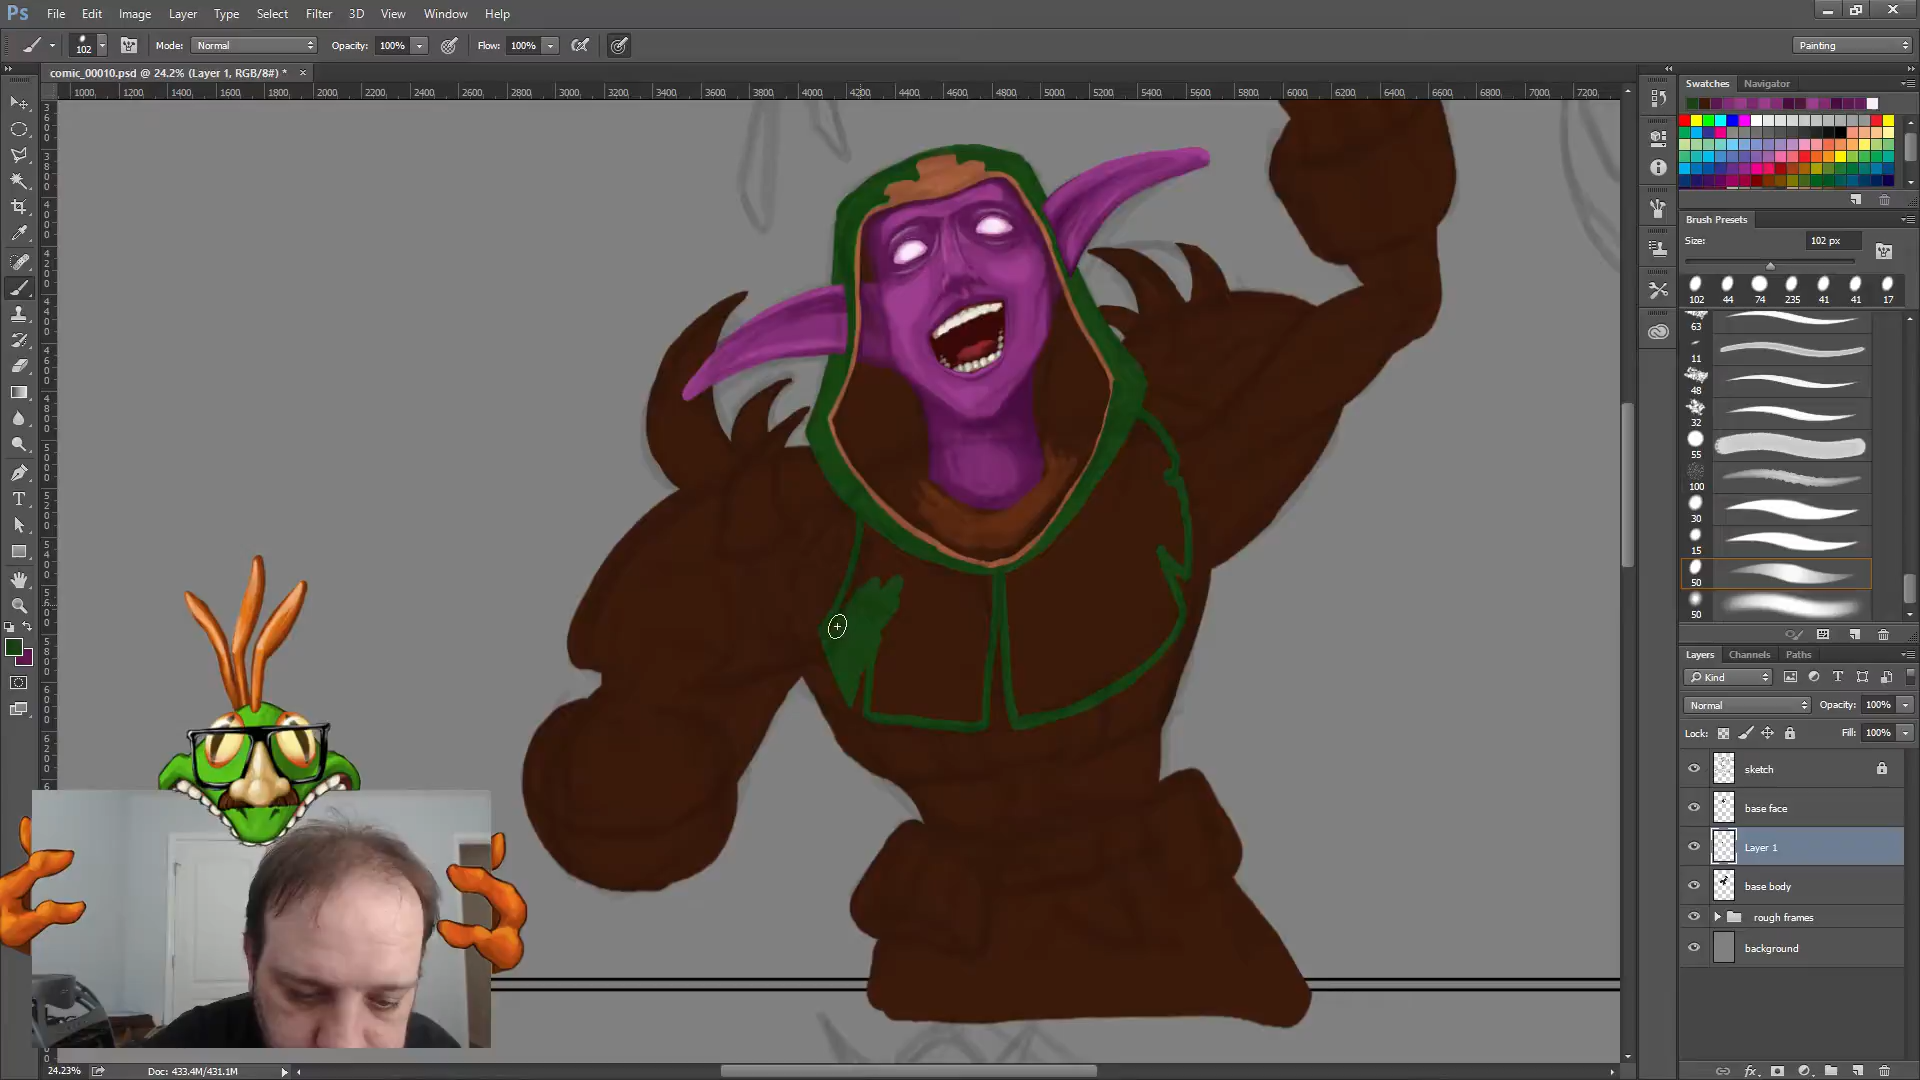 Ps File Edit Image Layer Type Select Filter 3D View Window Help
102 Mode: Normal Opacity: 100% Flow: 100% Painting
comic_00010.psd @ 24.2% (Layer 1, RGB/8#) * ×
1000 1200 1400 1600 1800 2000 2200 2400 2600 2800 3000 3200 3400 3600 3800 4000 4200 4400 4600 4800 5000 5200 5400 5600 5800 6000 6200 6400 6600 6800 7000 7200
Swatches Navigator
Brush Presets
Size: 102 px
102 44 74 235 41 41 17
63
11
48
32
55
100
30
15
50
50
Layers Channels Paths
Kind
Normal Opacity: 100%
Lock: Fill: 100%
sketch
base face
Layer 1
base body
rough frames
background
24.23% Doc: 433.4M/431.1M